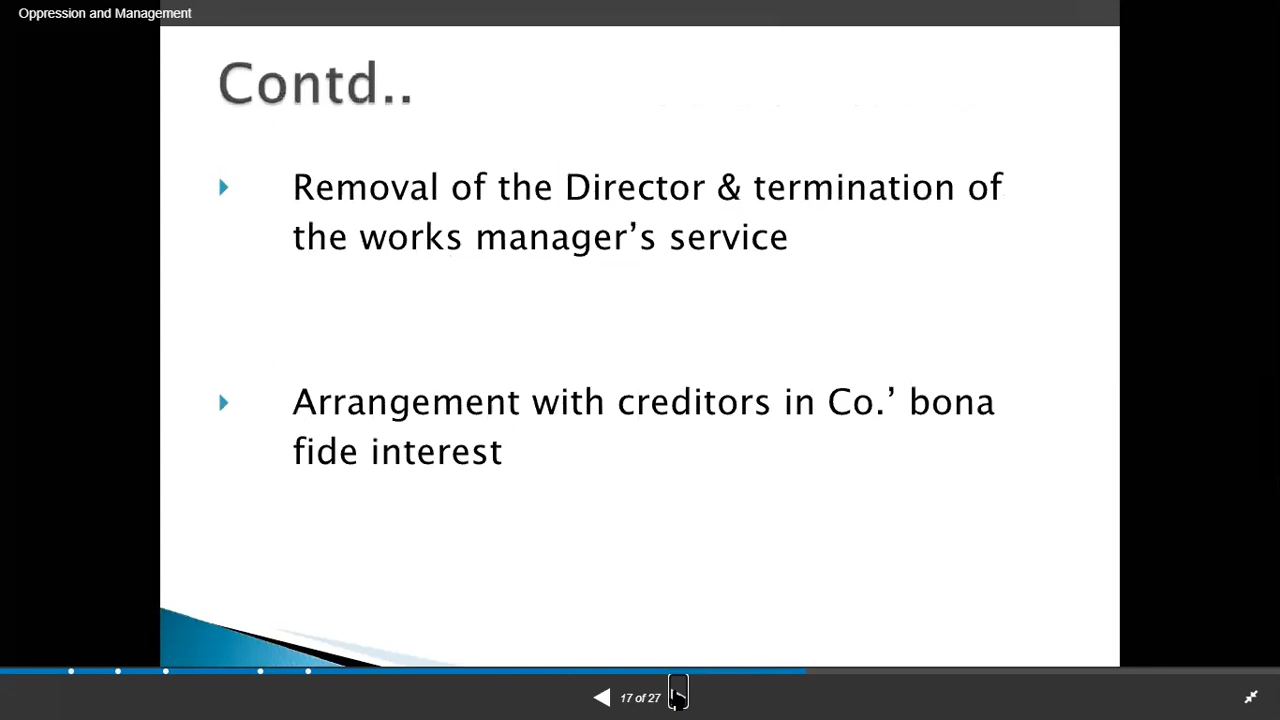 Oppression and Management
Contd..
Removal of the Director & termination of
the works manager’s service
Arrangement with creditors in Co.’ bona
fide interest
17 of 27